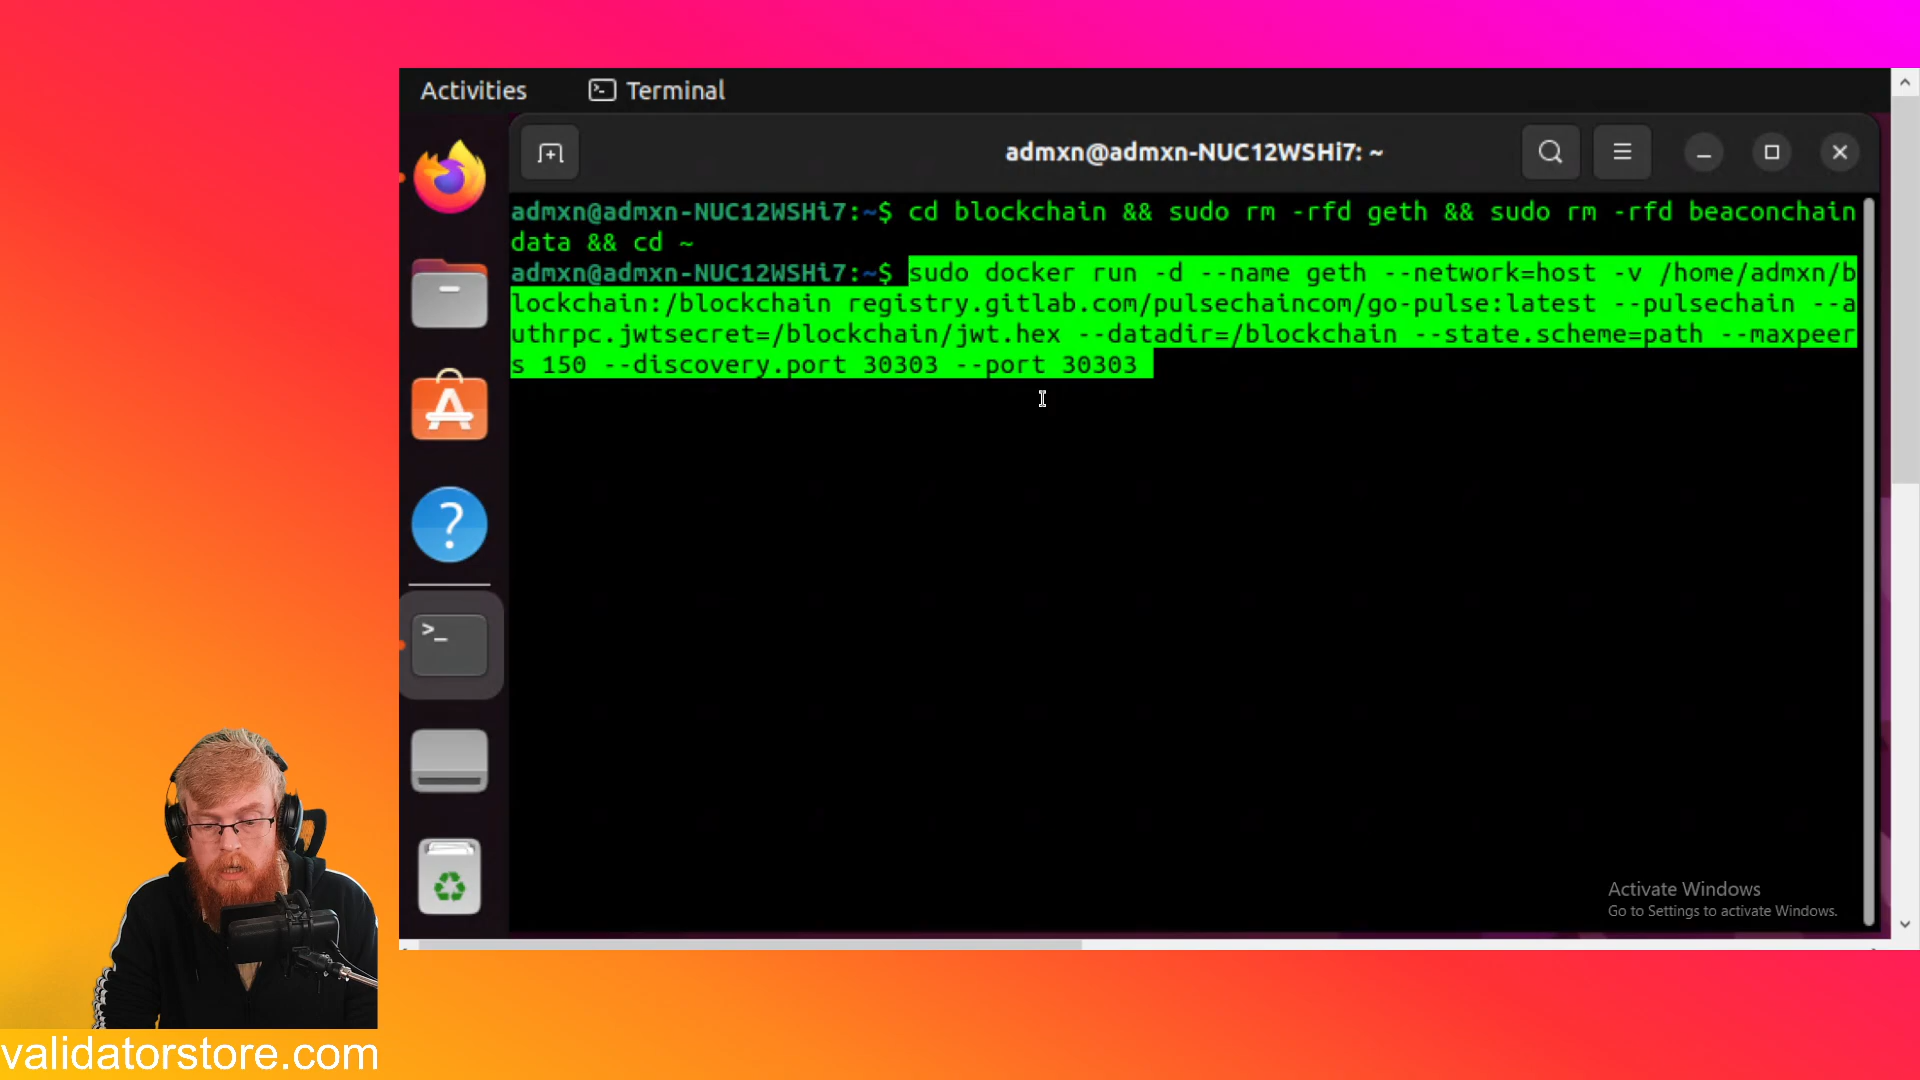 Activities
Terminal
admxn@admxn-NUC12WSHi7: ~
admxn@admxn-NUC12WSHi7:~$ cd blockchain && sudo rm -rfd geth && sudo rm -rfd beaconchain
data && cd ~
admxn@admxn-NUC12WSHi7:~$ sudo docker run -d --name geth --network=host -v /home/admxn/b
lockchain:/blockchain registry.gitlab.com/pulsechaincom/go-pulse:latest --pulsechain --a
uthrpc.jwtsecret=/blockchain/jwt.hex --datadir=/blockchain --state.scheme=path --maxpeer
s 150 --discovery.port 30303 --port 30303
Activate Windows
Go to Settings to activate Windows.
validatorstore.com